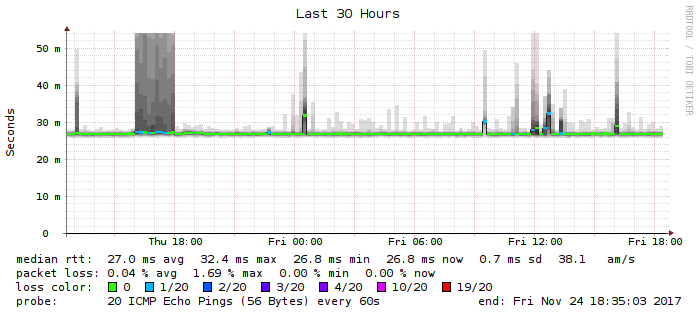 Last 30 Hours
RRDTOOL / TOBI OETIKER
Seconds
50 m
40 m
30 m
20 m
10 m
0
Thu 18:00 Fri 00:00 Fri 06:00 Fri 12:00 Fri 18:00
median rtt: 27.0 ms avg 32.4 ms max 26.8 ms min 26.8 ms now 0.7 ms sd 38.1 am/s
packet loss: 0.04 % avg 1.69 % max 0.00 % min 0.00 % now
loss color: 0 1/20 2/20 3/20 4/20 10/20 19/20
probe: 20 ICMP Echo Pings (56 Bytes) every 60s end: Fri Nov 24 18:35:03 2017